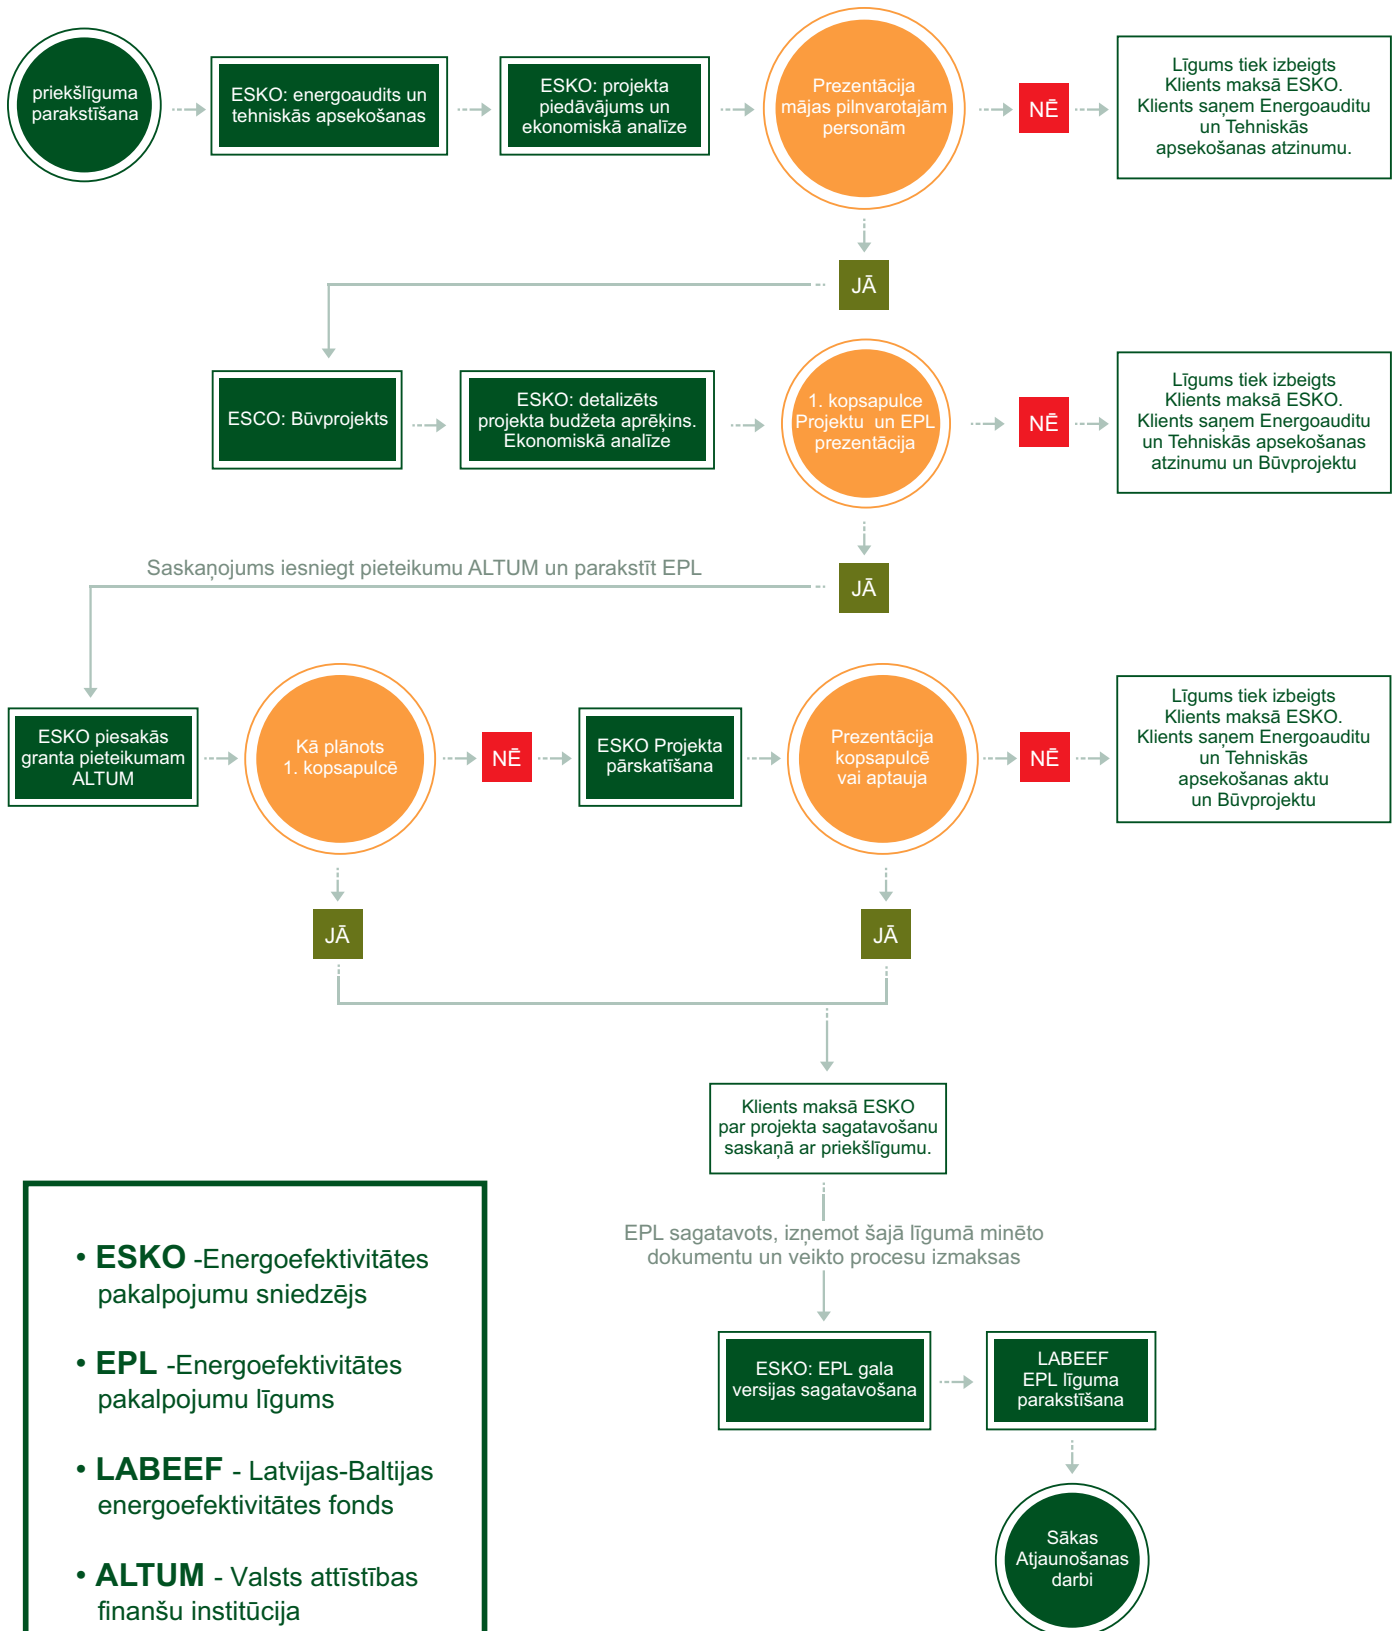 priekšlīguma
parakstīšana
ESKO: energoaudits un
tehniskās apsekošanas
ESKO: projekta
piedāvājums un
ekonomiskā analīze
Prezentācija
mājas pilnvarotajām
personām
NĒ
Līgums tiek izbeigts
Klients maksā ESKO.
Klients saņem Energoauditu
un Tehniskās
apsekošanas atzinumu.
JĀ
ESCO: Būvprojekts
ESKO: detalizēts
projekta budžeta aprēķins.
Ekonomiskā analīze
1. kopsapulce
Projektu un EPL
prezentācija
NĒ
Līgums tiek izbeigts
Klients maksā ESKO.
Klients saņem Energoauditu
un Tehniskās apsekošanas
atzinumu un Būvprojektu
JĀ
Saskaņojums iesniegt pieteikumu ALTUM un parakstīt EPL
ESKO piesakās
granta pieteikumam
ALTUM
Kā plānots
1. kopsapulcē
NĒ
ESKO Projekta
pārskatīšana
Prezentācija
kopsapulcē
vai aptauja
NĒ
Līgums tiek izbeigts
Klients maksā ESKO.
Klients saņem Energoauditu
un Tehniskās
apsekošanas aktu
un Būvprojektu
JĀ
JĀ
Klients maksā ESKO
par projekta sagatavošanu
saskaņā ar priekšlīgumu.
EPL sagatavots, izņemot šajā līgumā minēto
dokumentu un veikto procesu izmaksas
ESKO: EPL gala
versijas sagatavošana
LABEEF
EPL līguma
parakstīšana
Sākas
Atjaunošanas
darbi
• ESKO -Energoefektivitātes
pakalpojumu sniedzējs
• EPL -Energoefektivitātes
pakalpojumu līgums
• LABEEF - Latvijas-Baltijas
energoefektivitātes fonds
• ALTUM - Valsts attīstības
finanšu institūcija